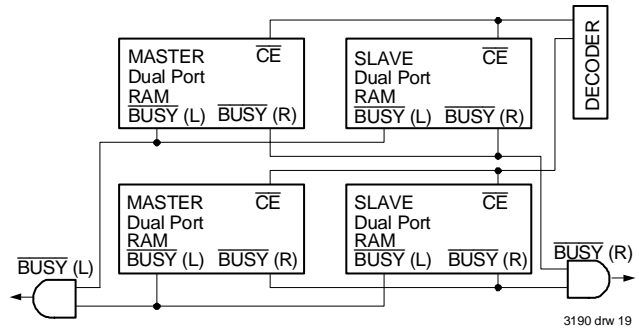 MASTER CE
Dual Port
RAM
BUSY (L) BUSY (R)
SLAVE CE
Dual Port
RAM
BUSY (L) BUSY (R)
DECODER
MASTER CE
Dual Port
RAM
BUSY (L) BUSY (R)
SLAVE CE
Dual Port
RAM
BUSY (L) BUSY (R)
BUSY (L)
BUSY (R)
3190 drw 19